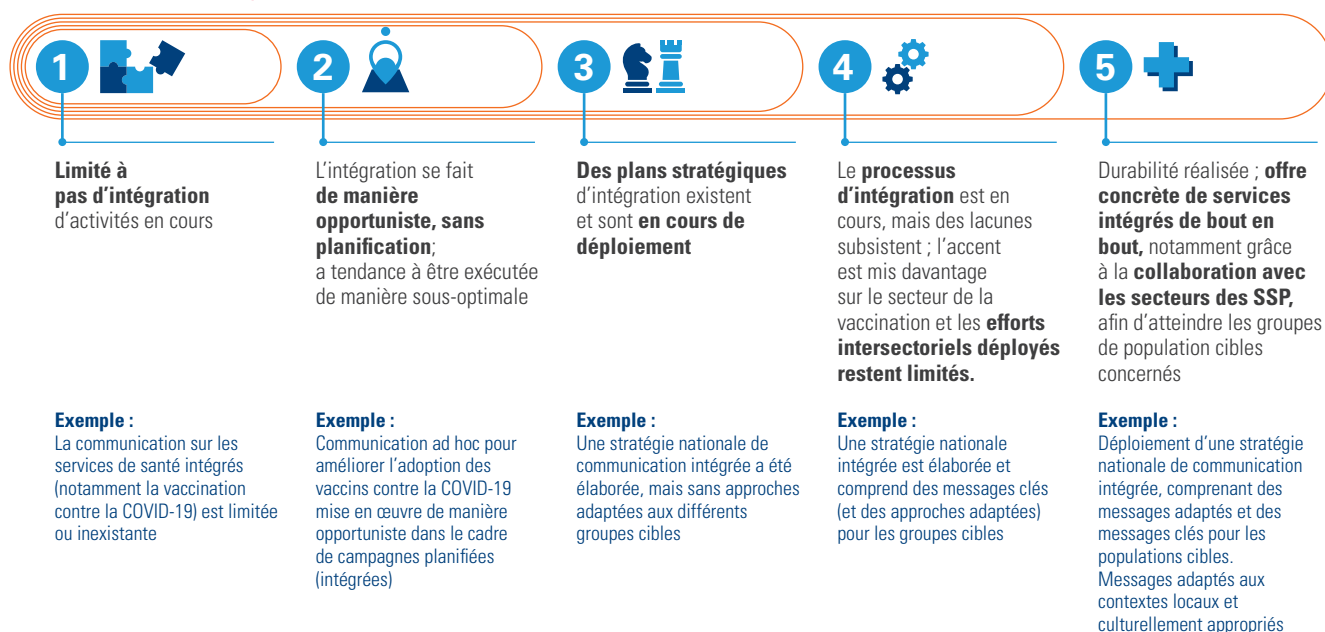 1
Limité à
pas d'intégration
d'activités en cours
Exemple :
La communication sur les
services de santé intégrés
(notamment la vaccination
contre la COVID-19) est limitée
ou inexistante
2
L'intégration se fait
de manière
opportuniste, sans
planification;
a tendance à être exécutée
de manière sous-optimale
Exemple :
Communication ad hoc pour
améliorer l'adoption des
vaccins contre la COVID-19
mise en œuvre de manière
opportuniste dans le cadre
de campagnes planifiées
(intégrées)
3
Des plans stratégiques
d'intégration existent
et sont en cours de
déploiement
Exemple :
Une stratégie nationale de
communication intégrée a été
élaborée, mais sans approches
adaptées aux différents
groupes cibles
4
Le processus
d'intégration est en
cours, mais des lacunes
subsistent ; l'accent
est mis davantage
sur le secteur de la
vaccination et les efforts
intersectoriels déployés
restent limités.
Exemple :
Une stratégie nationale
intégrée est élaborée et
comprend des messages clés
(et des approches adaptées)
pour les groupes cibles
5
Durabilité réalisée ; offre
concrète de services
intégrés de bout en
bout, notamment grâce
à la collaboration avec
les secteurs des SSP,
afin d'atteindre les groupes
de population cibles
concernés
Exemple :
Déploiement d'une stratégie
nationale de communication
intégrée, comprenant des
messages adaptés et des
messages clés pour les
populations cibles.
Messages adaptés aux
contextes locaux et
culturellement appropriés